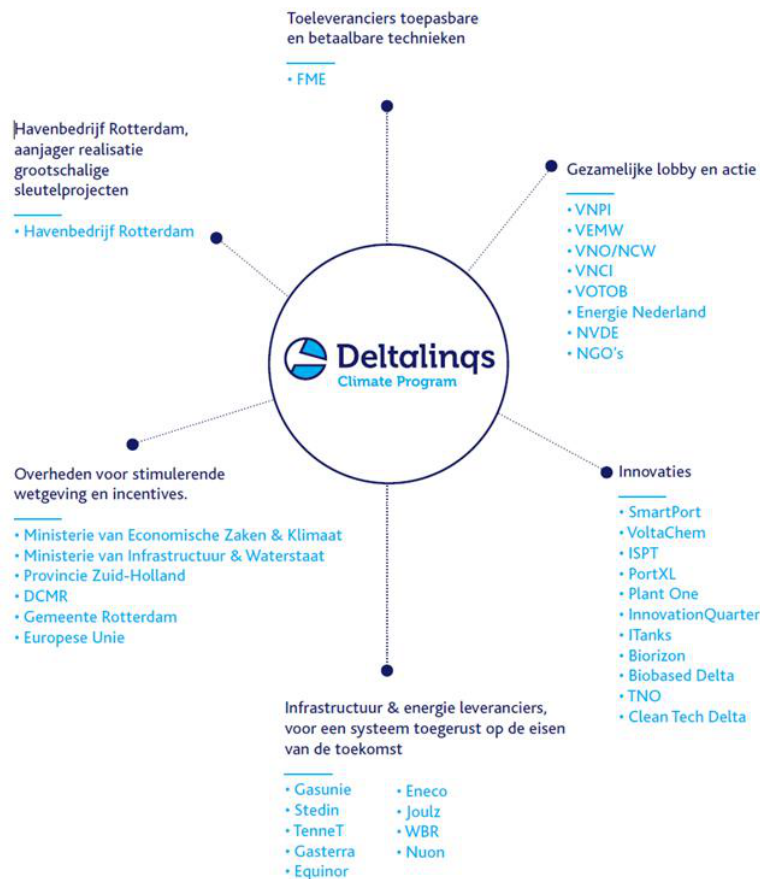 Toeleveranciers toepasbare
en betaalbare technieken
• FME
Havenbedrijf Rotterdam,
aanjager realisatie
grootschalige
sleutelprojecten
• Havenbedrijf Rotterdam
Gezamelijke lobby en actie
• VNPI
• VEMW
• VNO/NCW
• VNCI
• VOTOB
• Energie Nederland
• NVDE
• NGO's
Deltalinqs
Climate Program
Overheden voor stimulerende
wetgeving en incentives.
• Ministerie van Economische Zaken & Klimaat
• Ministerie van Infrastructuur & Waterstaat
• Provincie Zuid-Holland
• DCMR
• Gemeente Rotterdam
• Europese Unie
Innovaties
• SmartPort
• VoltaChem
• ISPT
• PortXL
• Plant One
• InnovationQuarter
• ITanks
• Biorizon
• Biobased Delta
• TNO
• Clean Tech Delta
Infrastructuur & energie leveranciers,
voor een systeem toegerust op de eisen
van de toekomst
• Gasunie
• Stedin
• TenneT
• Gasterra
• Equinor
• Eneco
• Joulz
• WBR
• Nuon